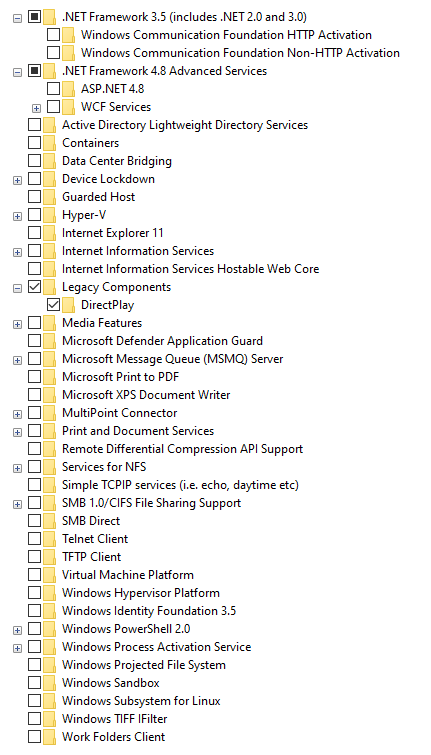 .NET Framework 3.5 (includes .NET 2.0 and 3.0)
Windows Communication Foundation HTTP Activation
Windows Communication Foundation Non-HTTP Activation
.NET Framework 4.8 Advanced Services
ASP.NET 4.8
WCF Services
Active Directory Lightweight Directory Services
Containers
Data Center Bridging
Device Lockdown
Guarded Host
Hyper-V
Internet Explorer 11
Internet Information Services
Internet Information Services Hostable Web Core
Legacy Components
DirectPlay
Media Features
Microsoft Defender Application Guard
Microsoft Message Queue (MSMQ) Server
Microsoft Print to PDF
Microsoft XPS Document Writer
MultiPoint Connector
Print and Document Services
Remote Differential Compression API Support
Services for NFS
Simple TCPIP services (i.e. echo, daytime etc)
SMB 1.0/CIFS File Sharing Support
SMB Direct
Telnet Client
TFTP Client
Virtual Machine Platform
Windows Hypervisor Platform
Windows Identity Foundation 3.5
Windows PowerShell 2.0
Windows Process Activation Service
Windows Projected File System
Windows Sandbox
Windows Subsystem for Linux
Windows TIFF IFilter
Work Folders Client